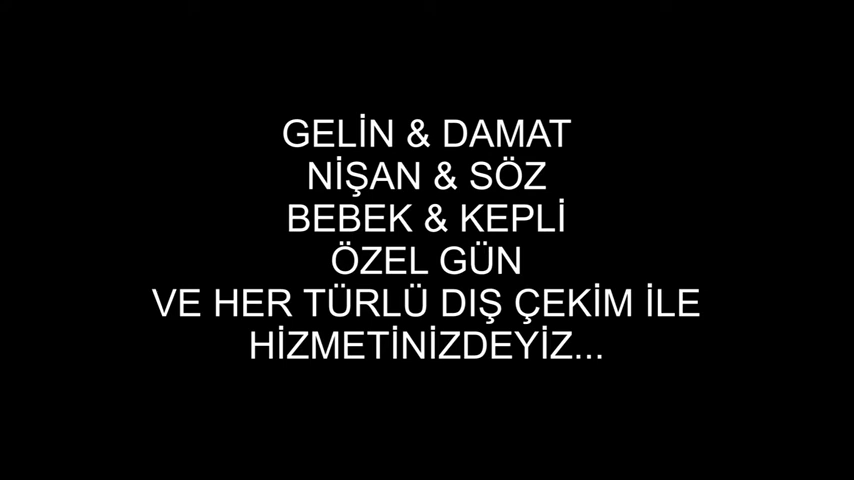 GELİN & DAMAT
NİŞAN & SÖZ
BEBEK & KEPLİ
ÖZEL GÜN
VE HER TÜRLÜ DIŞ ÇEKİM İLE
HİZMETİNİZDEYİZ...